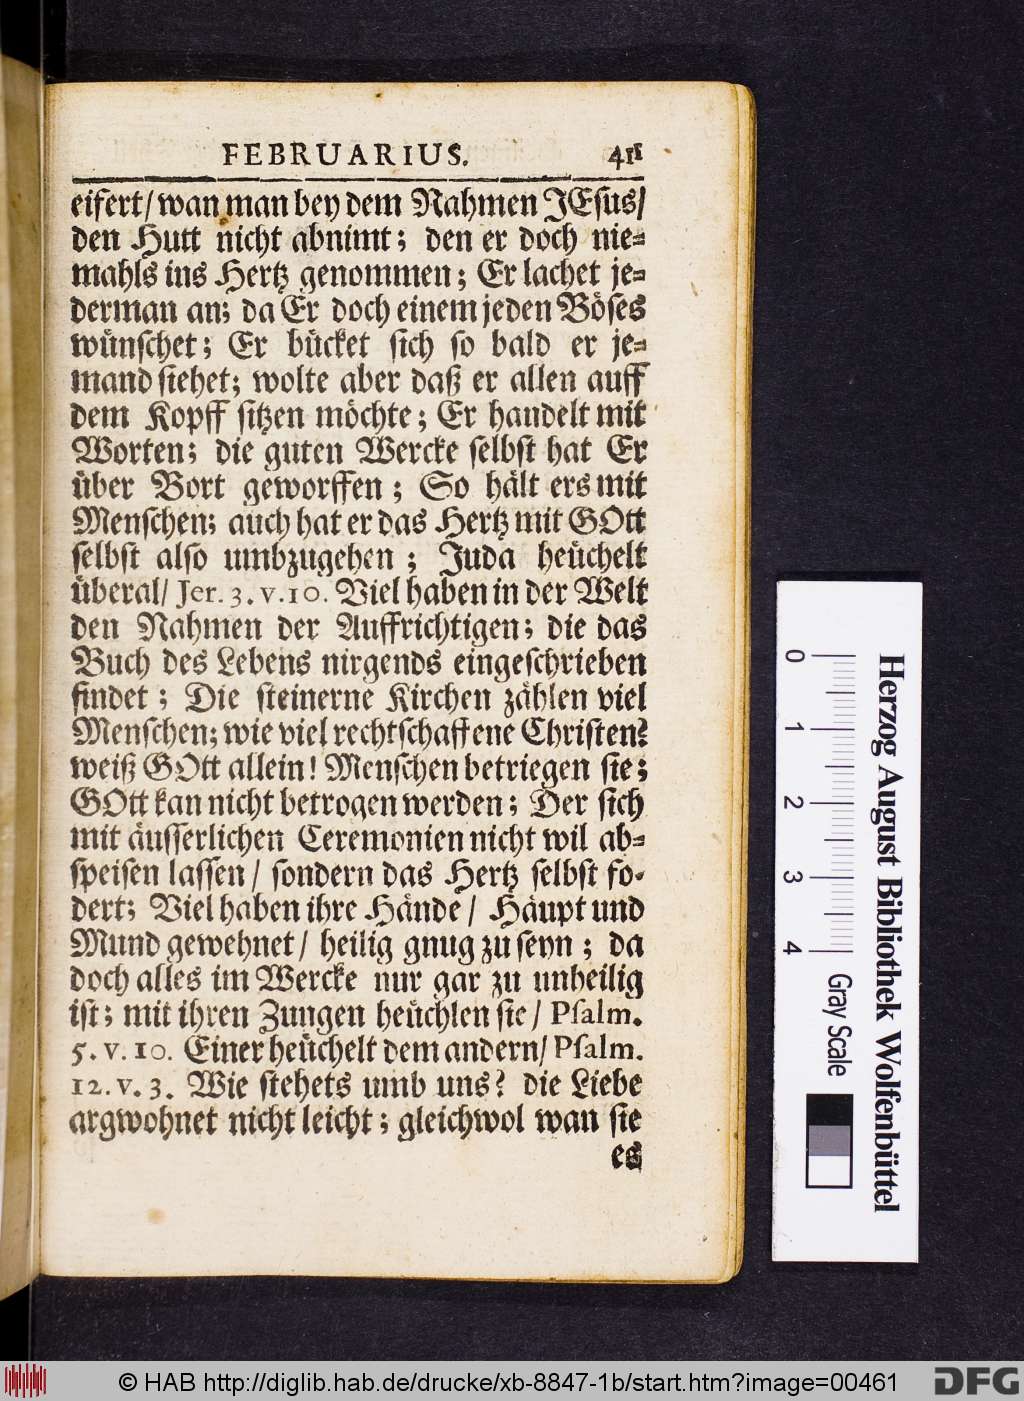 FEBRUARIUS. 411
eifert/ wan man bey dem Nahmen JEsus/
den Hutt nicht abnimt; den er doch nie-
mahls ins Hertz genommen; Er lachet je-
derman an; da Er doch einem jeden Böses
wünschet; Er bücket sich so bald er je-
mand siehet; wolte aber daß er allen auff
dem Kopff sitzen möchte; Er handelt mit
Worten; die guten Wercke selbst hat Er
über Bort geworffen; So hält ers mit
Menschen; auch hat er das Hertz mit GOtt
selbst also umbzugehen; Juda heüchelt
überal/ Jer. 3. v. 10. Viel haben in der Welt
den Nahmen der Auffrichtigen; die das
Buch des Lebens nirgends eingeschrieben
findet; Die steinerne Kirchen zählen viel
Menschen; wie viel rechtschaffene Christen?
weiß GOtt allein! Menschen betriegen sie;
GOtt kan nicht betrogen werden; Der sich
mit äusserlichen Ceremonien nicht wil ab-
speisen lassen/ sondern das Hertz selbst fo-
dert; Viel haben ihre Hände/ Häupt und
Mund gewehnet/ heilig gnug zu seyn; da
doch alles im Wercke nur gar zu unheilig
ist; mit ihren Zungen heüchlen sie/ Psalm.
5. v. 10. Einer heüchelt dem andern/ Psalm.
12. v. 3. Wie stehets umb uns? die Liebe
argwohnet nicht leicht; gleichwol wan sie
es
0 1 2 3 4
Gray Scale
Herzog August Bibliothek Wolfenbüttel
© HAB http://diglib.hab.de/drucke/xb-8847-1b/start.htm?image=00461
DFG